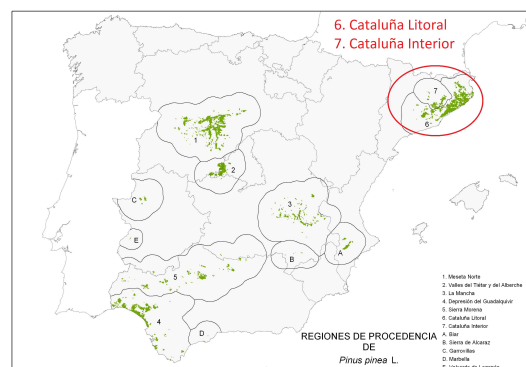 6. Cataluña Litoral
7. Cataluña Interior
7
6
1
2
C
3
E
A
B
5
4
D
1. Meseta Norte
2. Valles del Tiétar y del Alberche
3. La Mancha
4. Depresión del Guadalquivir
5. Sierra Morena
6. Cataluña Litoral
7. Cataluña Interior
A. Biar
B. Sierra de Alcaraz
C. Garrovillas
D. Marbella
REGIONES DE PROCEDENCIA
DE
Pinus pinea L.